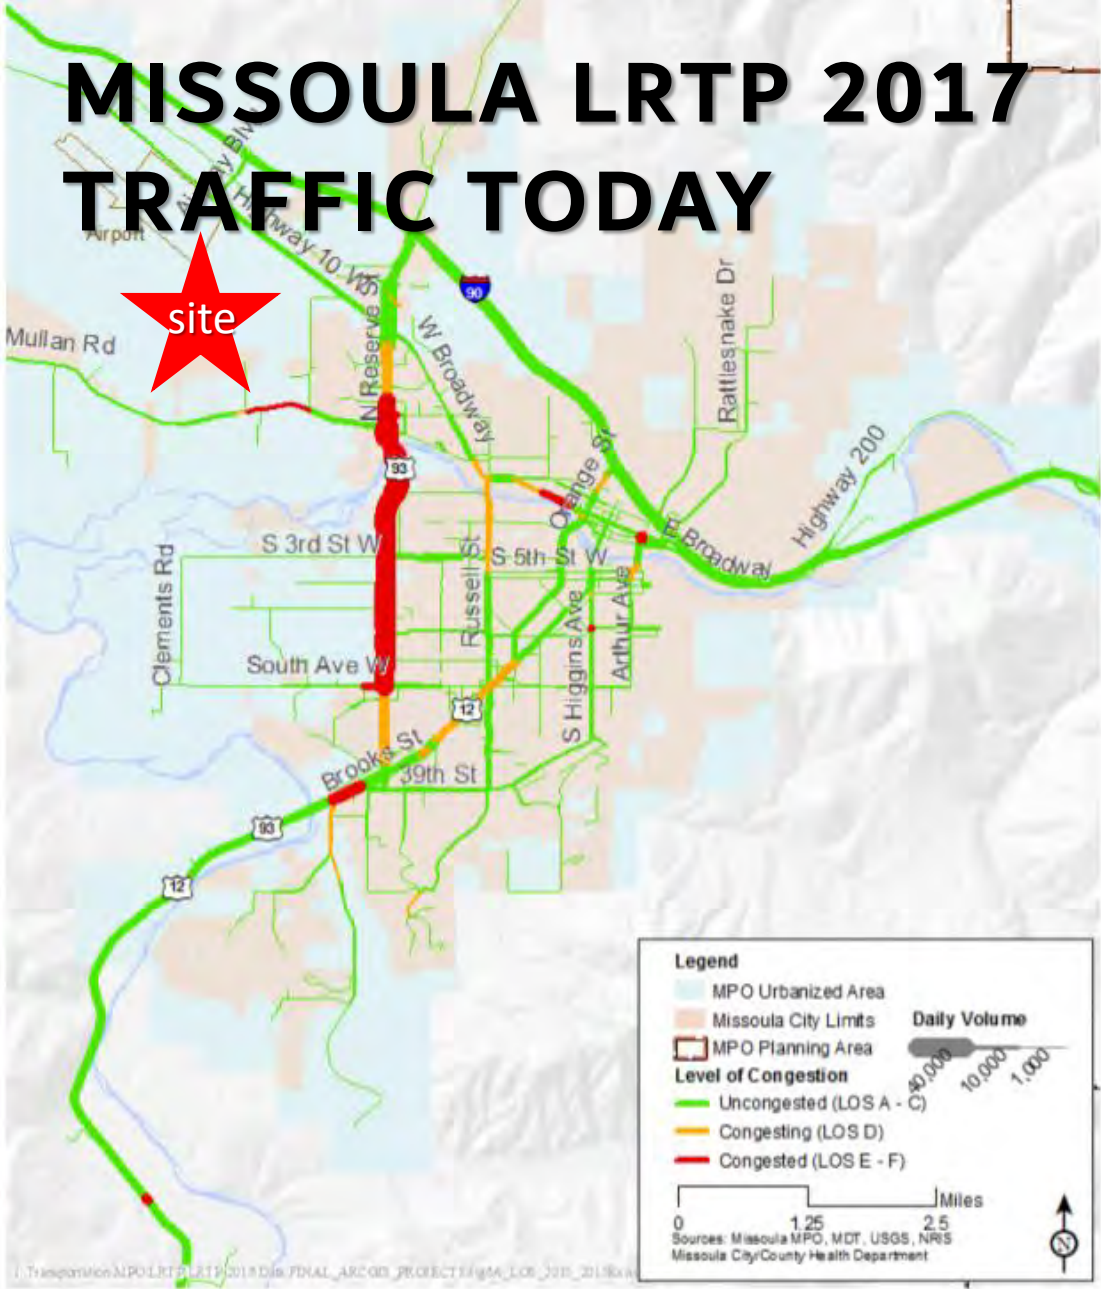 MISSOULA LRTP 2017
TRAFFIC TODAY
Airport
Highway 10 W
site
Mullan Rd
N Reserve St
90
W Broadway
Rattlesnake Dr
93
Orange St
Highway 200
E Broadway
S 3rd St W
S 5th St W
Russell St
Clements Rd
S Higgins Ave
Arthur Ave
South Ave W
12
Brooks St
39th St
93
12
Legend
MPO Urbanized Area
Missoula City Limits
MPO Planning Area
Daily Volume
40,000
10,000
1,000
Level of Congestion
Uncongested (LOS A - C)
Congesting (LOS D)
Congested (LOS E - F)
Miles
0 1.25 2.5
Sources: Missoula MPO, MDT, USGS, NRIS
Missoula City/County Health Department
N